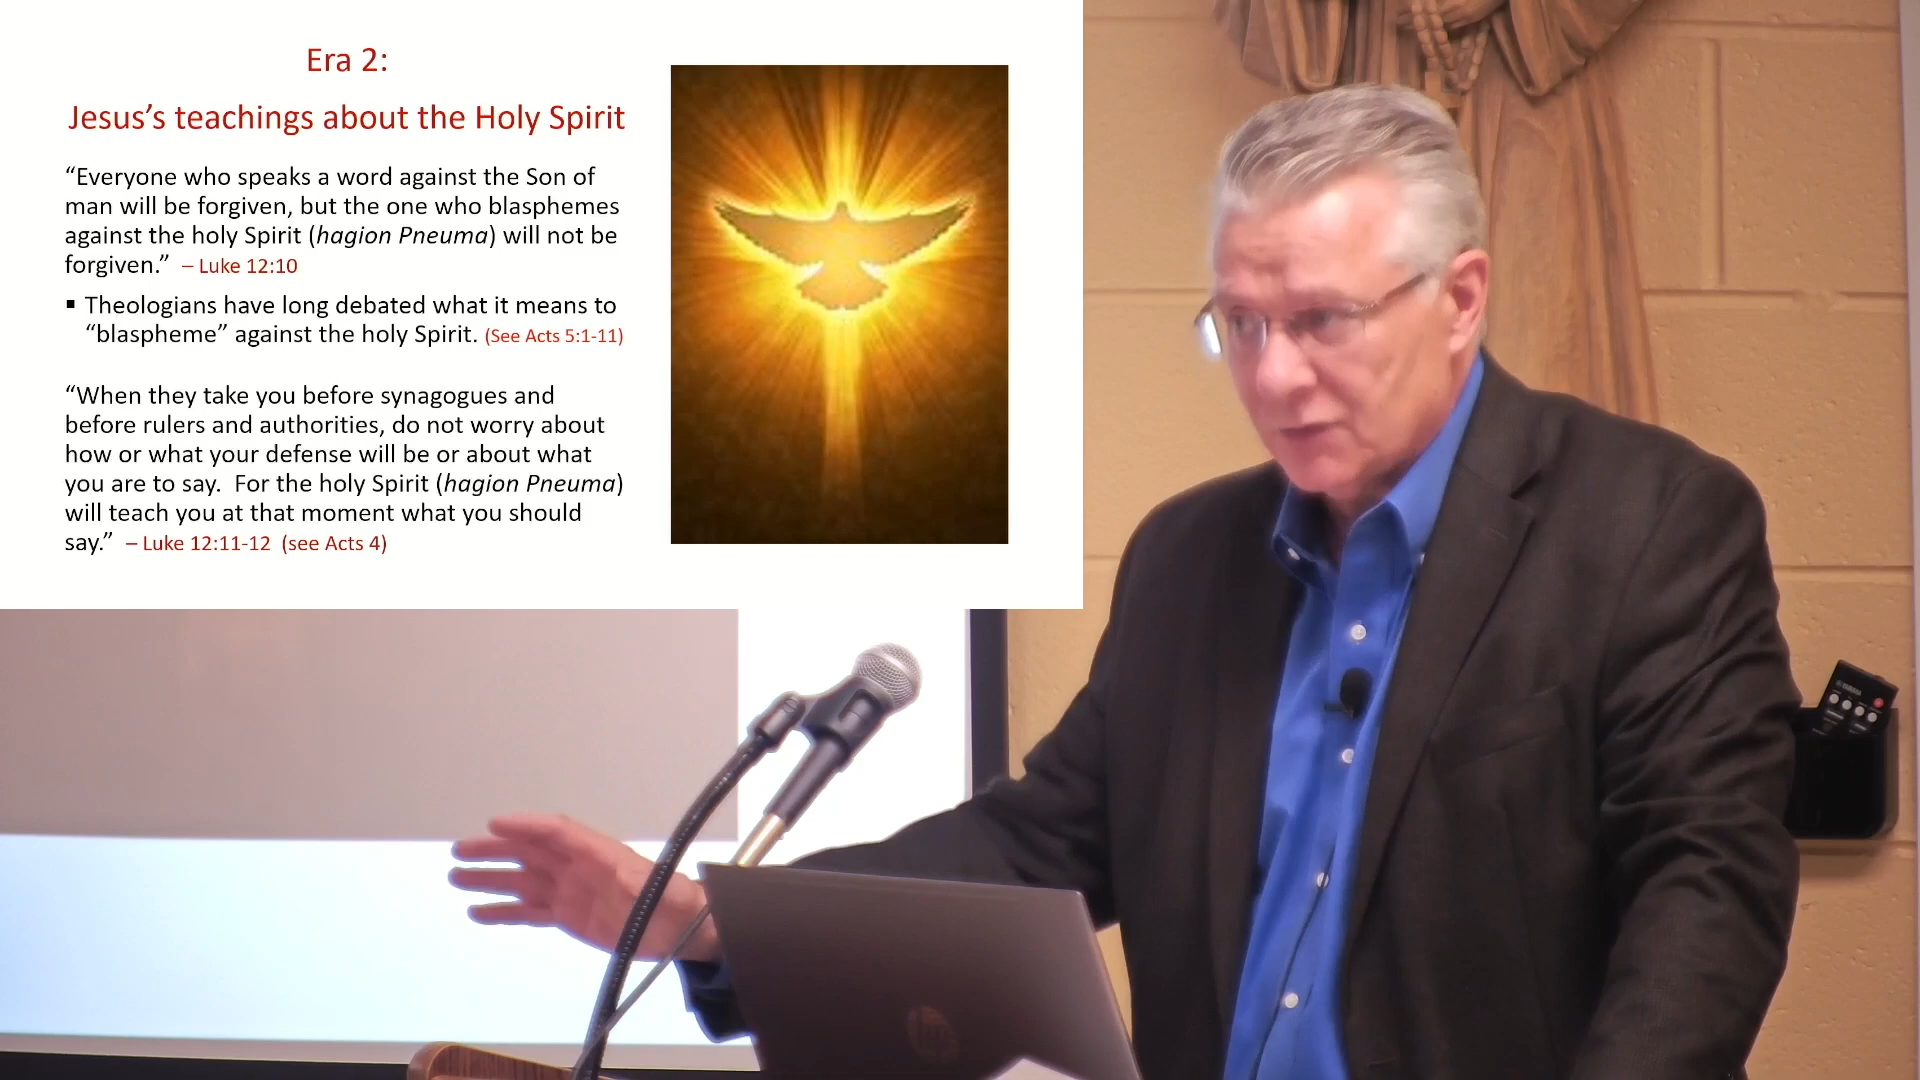 Era 2:
Jesus’s teachings about the Holy Spirit
“Everyone who speaks a word against the Son of
man will be forgiven, but the one who blasphemes
against the holy Spirit (hagion Pneuma) will not be
forgiven.” – Luke 12:10
▪ Theologians have long debated what it means to
“blaspheme” against the holy Spirit. (See Acts 5:1-11)
“When they take you before synagogues and
before rulers and authorities, do not worry about
how or what your defense will be or about what
you are to say. For the holy Spirit (hagion Pneuma)
will teach you at that moment what you should
say.” – Luke 12:11-12 (see Acts 4)
YAMAHA
hp